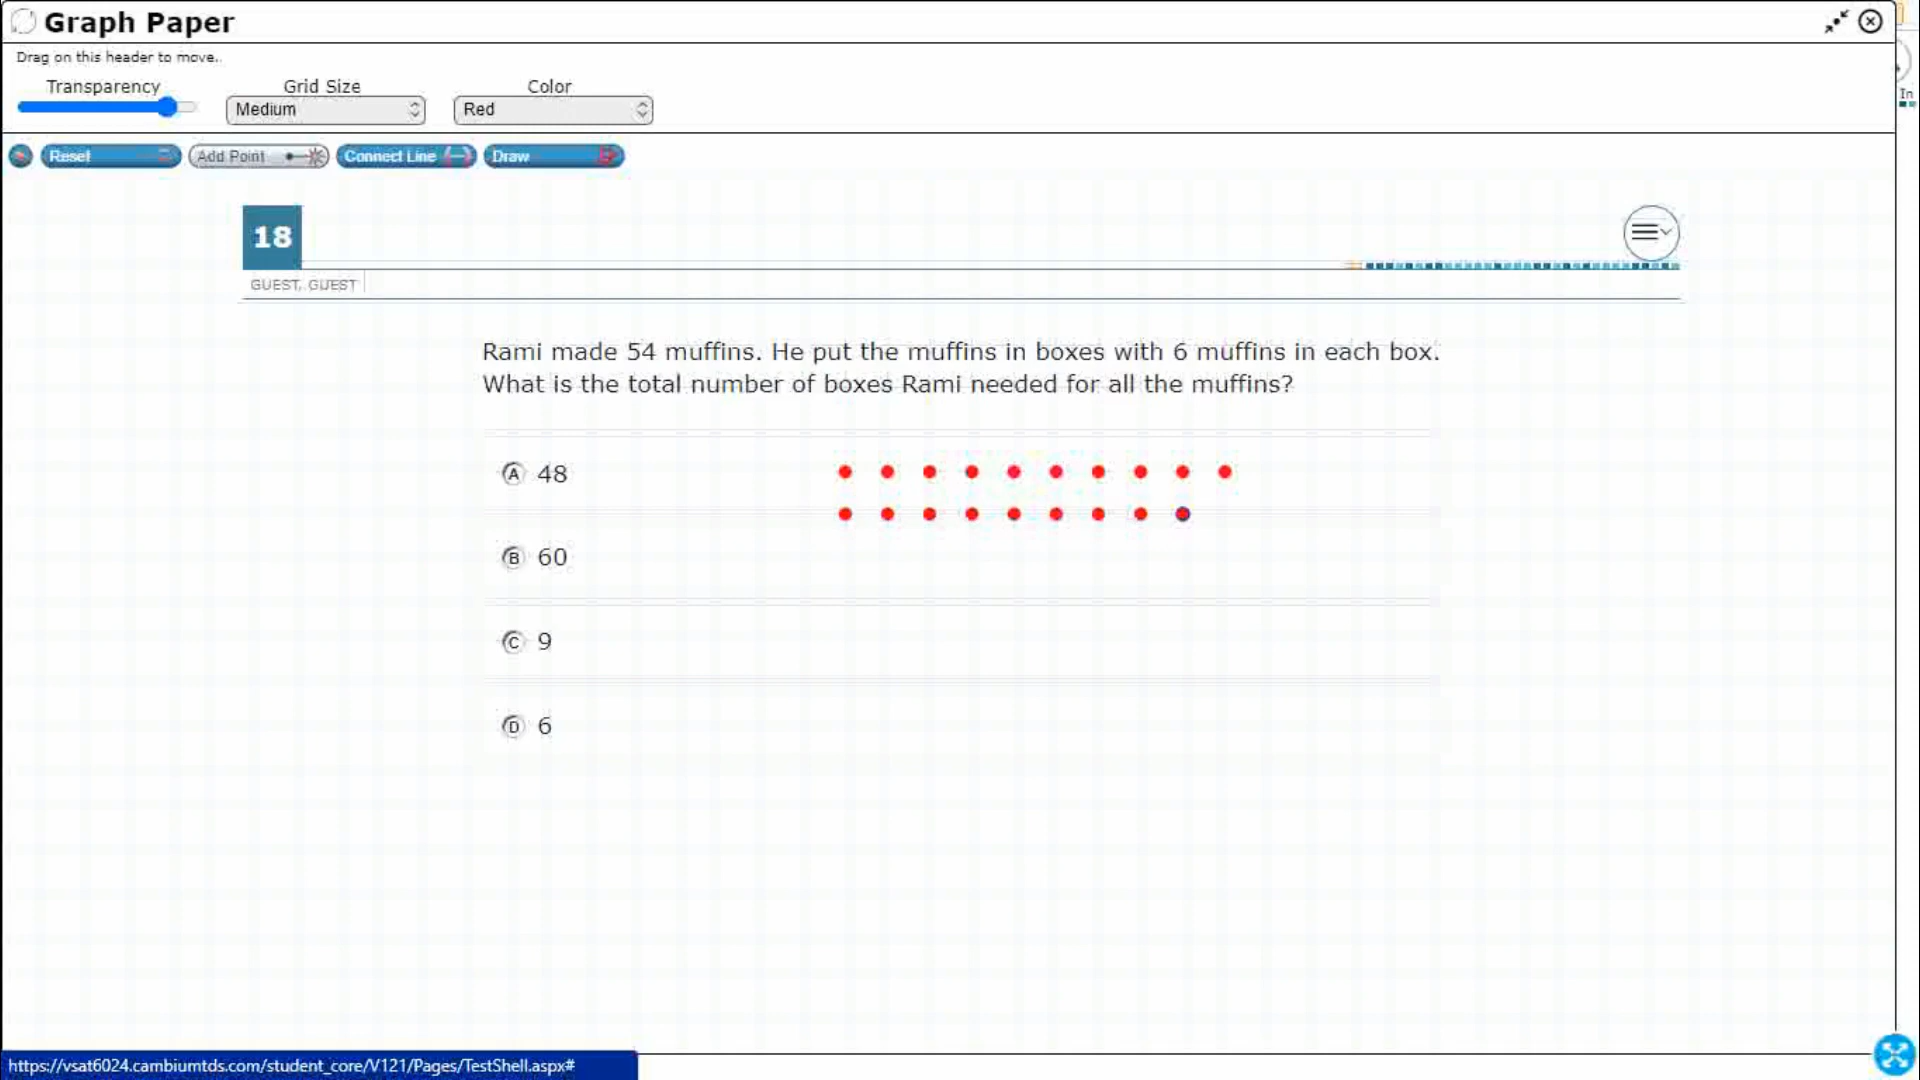 Graph Paper
Drag on this header to move..
Transparency
Grid Size
Color
Medium
Red
Reset
Add Point
Connect Line
Draw
In
18
GUEST, GUEST
Rami made 54 muffins. He put the muffins in boxes with 6 muffins in each box.
What is the total number of boxes Rami needed for all the muffins?
A 48
B 60
C 9
D 6
https://vsat6024.cambiumtds.com/student_core/V121/Pages/TestShell.aspx#